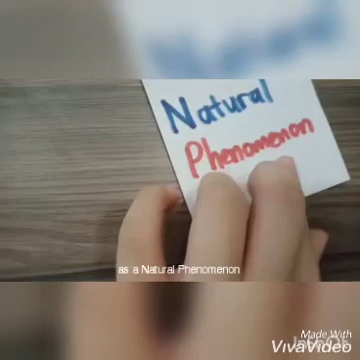 Natural
Phenomenon
as a Natural Phenomenon
Made With
VivaVideo